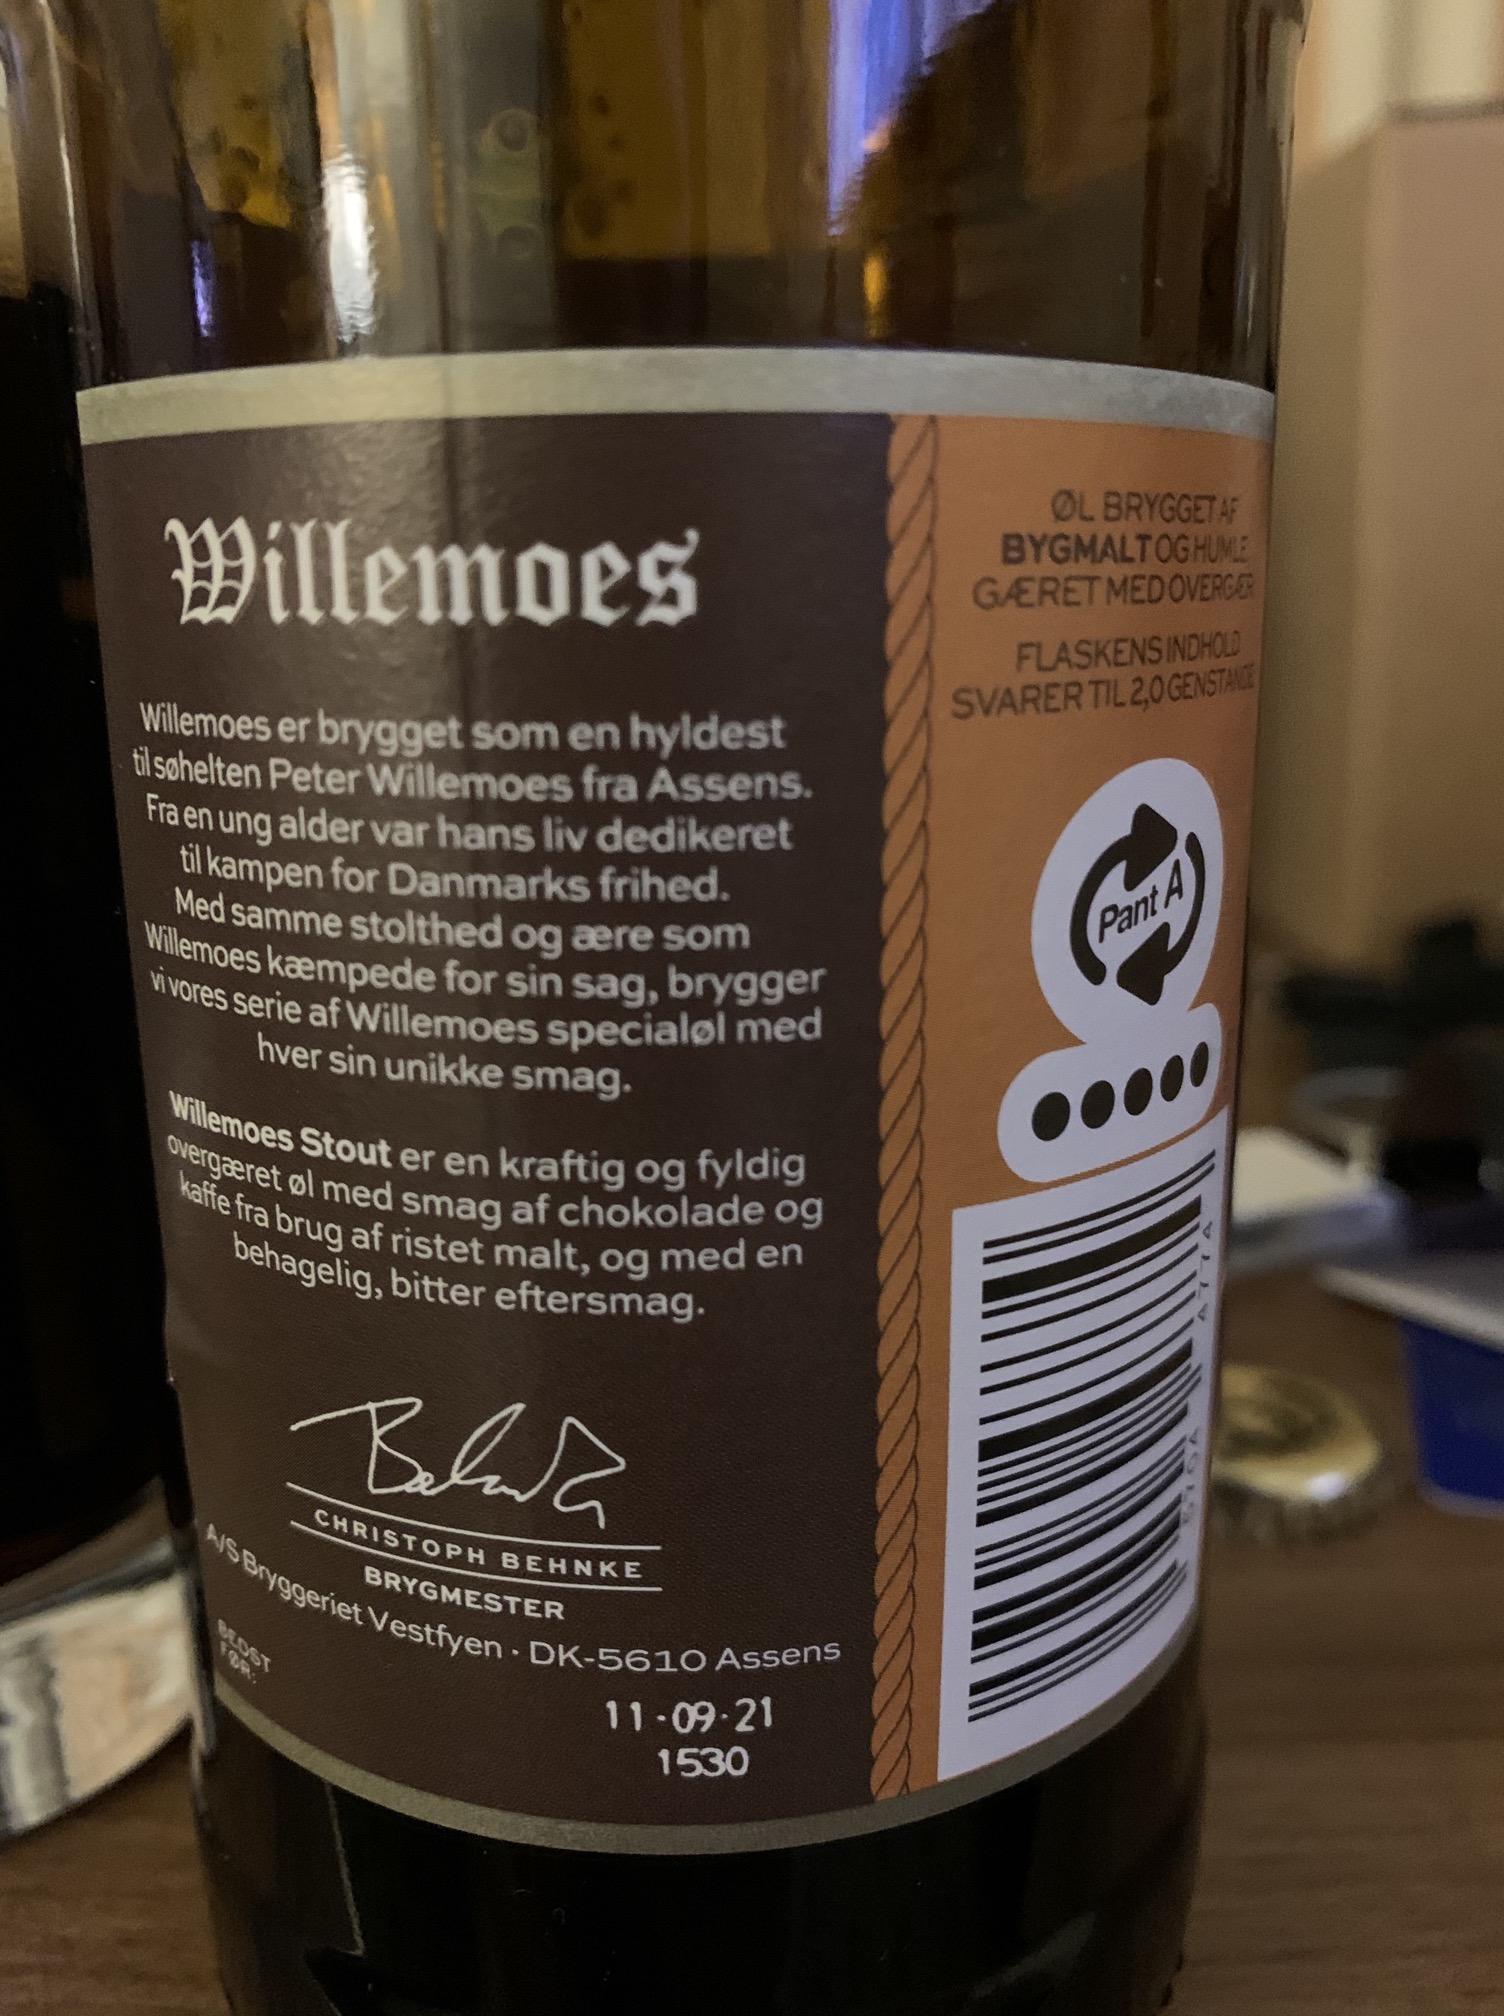 Willemoes
Willemoes er brygget som en hyldest
til søhelten Peter Willemoes fra Assens.
Fra en ung alder var hans liv dedikeret
til kampen for Danmarks frihed.
Med samme stolthed og ære som
Willemoes kæmpede for sin sag, brygger
vi vores serie af Willemoes specialøl med
hver sin unikke smag.
Willemoes Stout er en kraftig og fyldig
overgæret øl med smag af chokolade og
kaffe fra brug af ristet malt, og med en
behagelig, bitter eftersmag.
CHRISTOPH BEHNKE
BRYGMESTER
A/S Bryggeriet Vestfyen · DK-5610 Assens
BEDST
FØR:
11·09·21
1530
ØL BRYGGET AF
BYGMALT OG HUMLE
GÆRET MED OVERGÆR
FLASKENS INDHOLD
SVARER TIL 2,0 GENSTANDE
Pant A